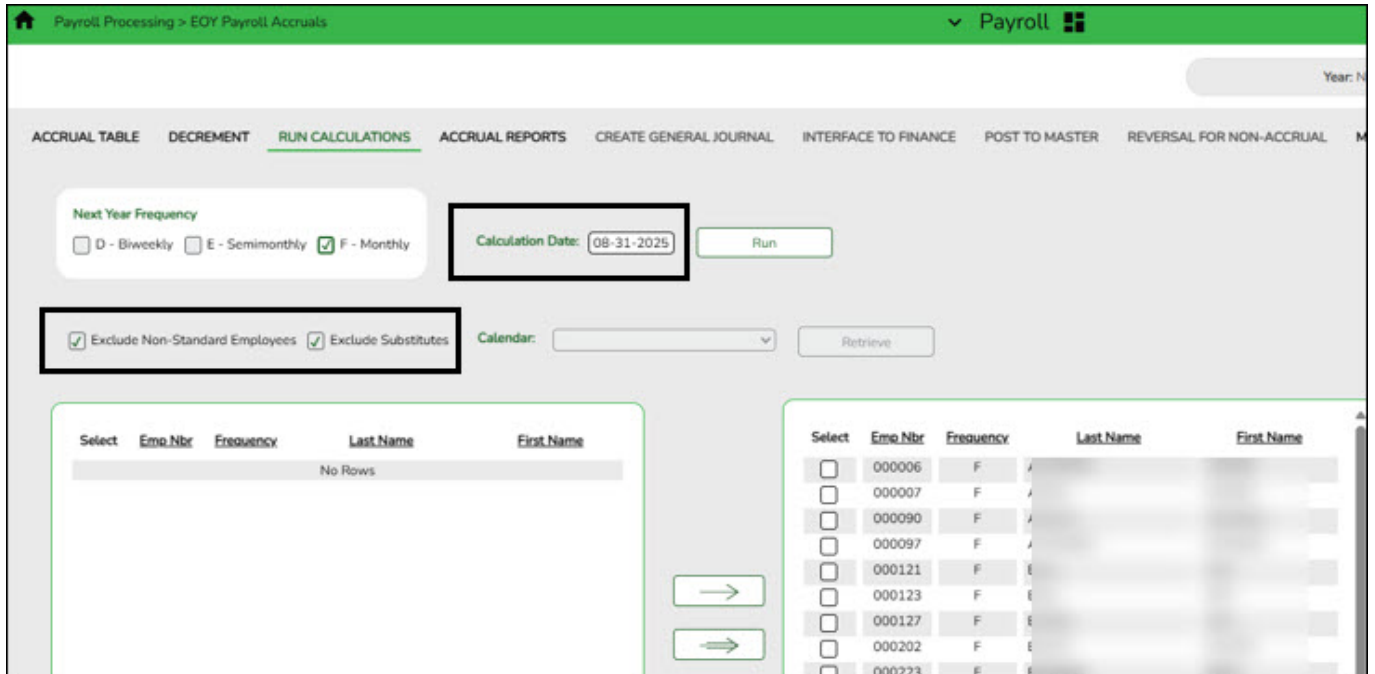 Payroll Processing > EOY Payroll Accruals
Payroll
Year: N
ACCRUAL TABLE DECREMENT RUN CALCULATIONS ACCRUAL REPORTS CREATE GENERAL JOURNAL INTERFACE TO FINANCE POST TO MASTER REVERSAL FOR NON-ACCRUAL M
Next Year Frequency
D - Biweekly E - Semimonthly F - Monthly
Calculation Date: 08-31-2025 Run
Exclude Non-Standard Employees Exclude Substitutes Calendar: Retrieve
Select Emp Nbr Frequency Last Name First Name
No Rows
Select Emp Nbr Frequency Last Name First Name
000006 F
000007 F
000090 F
000097 F
000121 F
000123 F
000127 F
000202 F
000223 F